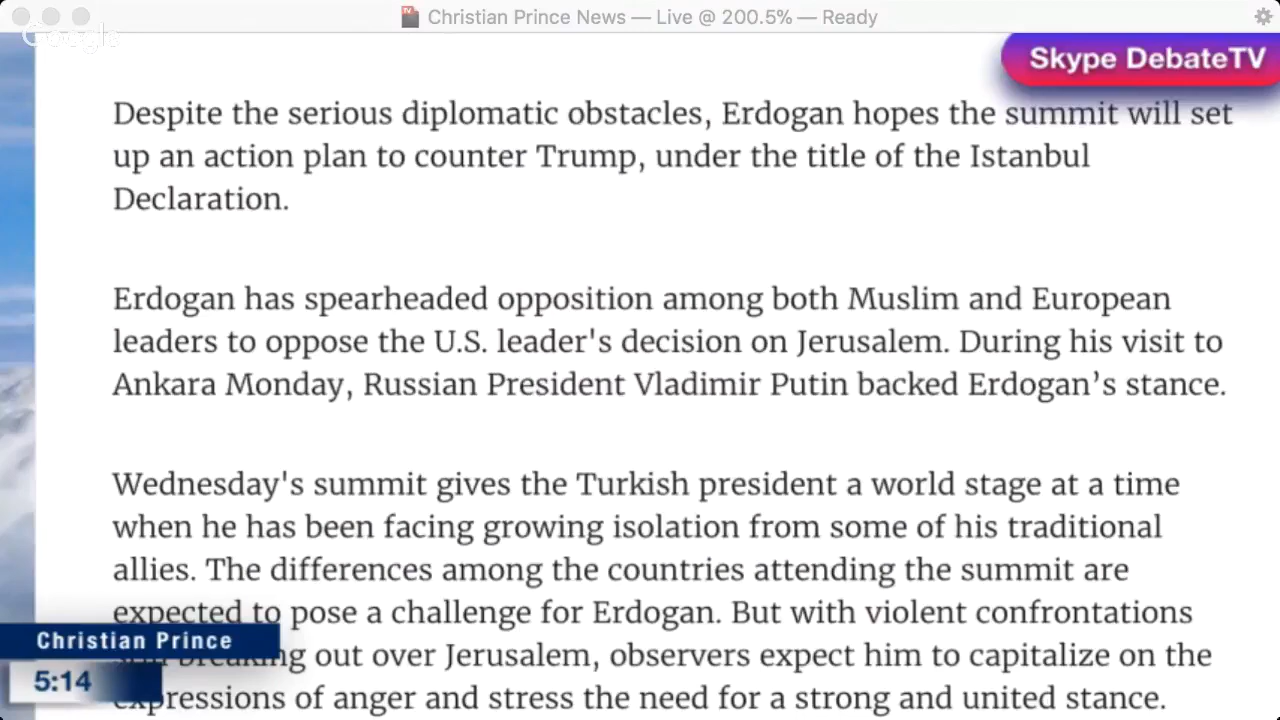 Christian Prince News — Live @ 200.5% — Ready
Google
Skype DebateTV
Despite the serious diplomatic obstacles, Erdogan hopes the summit will set
up an action plan to counter Trump, under the title of the Istanbul
Declaration.
Erdogan has spearheaded opposition among both Muslim and European
leaders to oppose the U.S. leader's decision on Jerusalem. During his visit to
Ankara Monday, Russian President Vladimir Putin backed Erdogan’s stance.
Wednesday's summit gives the Turkish president a world stage at a time
when he has been facing growing isolation from some of his traditional
allies. The differences among the countries attending the summit are
expected to pose a challenge for Erdogan. But with violent confrontations
breaking out over Jerusalem, observers expect him to capitalize on the
expressions of anger and stress the need for a strong and united stance.
Christian Prince
5:14